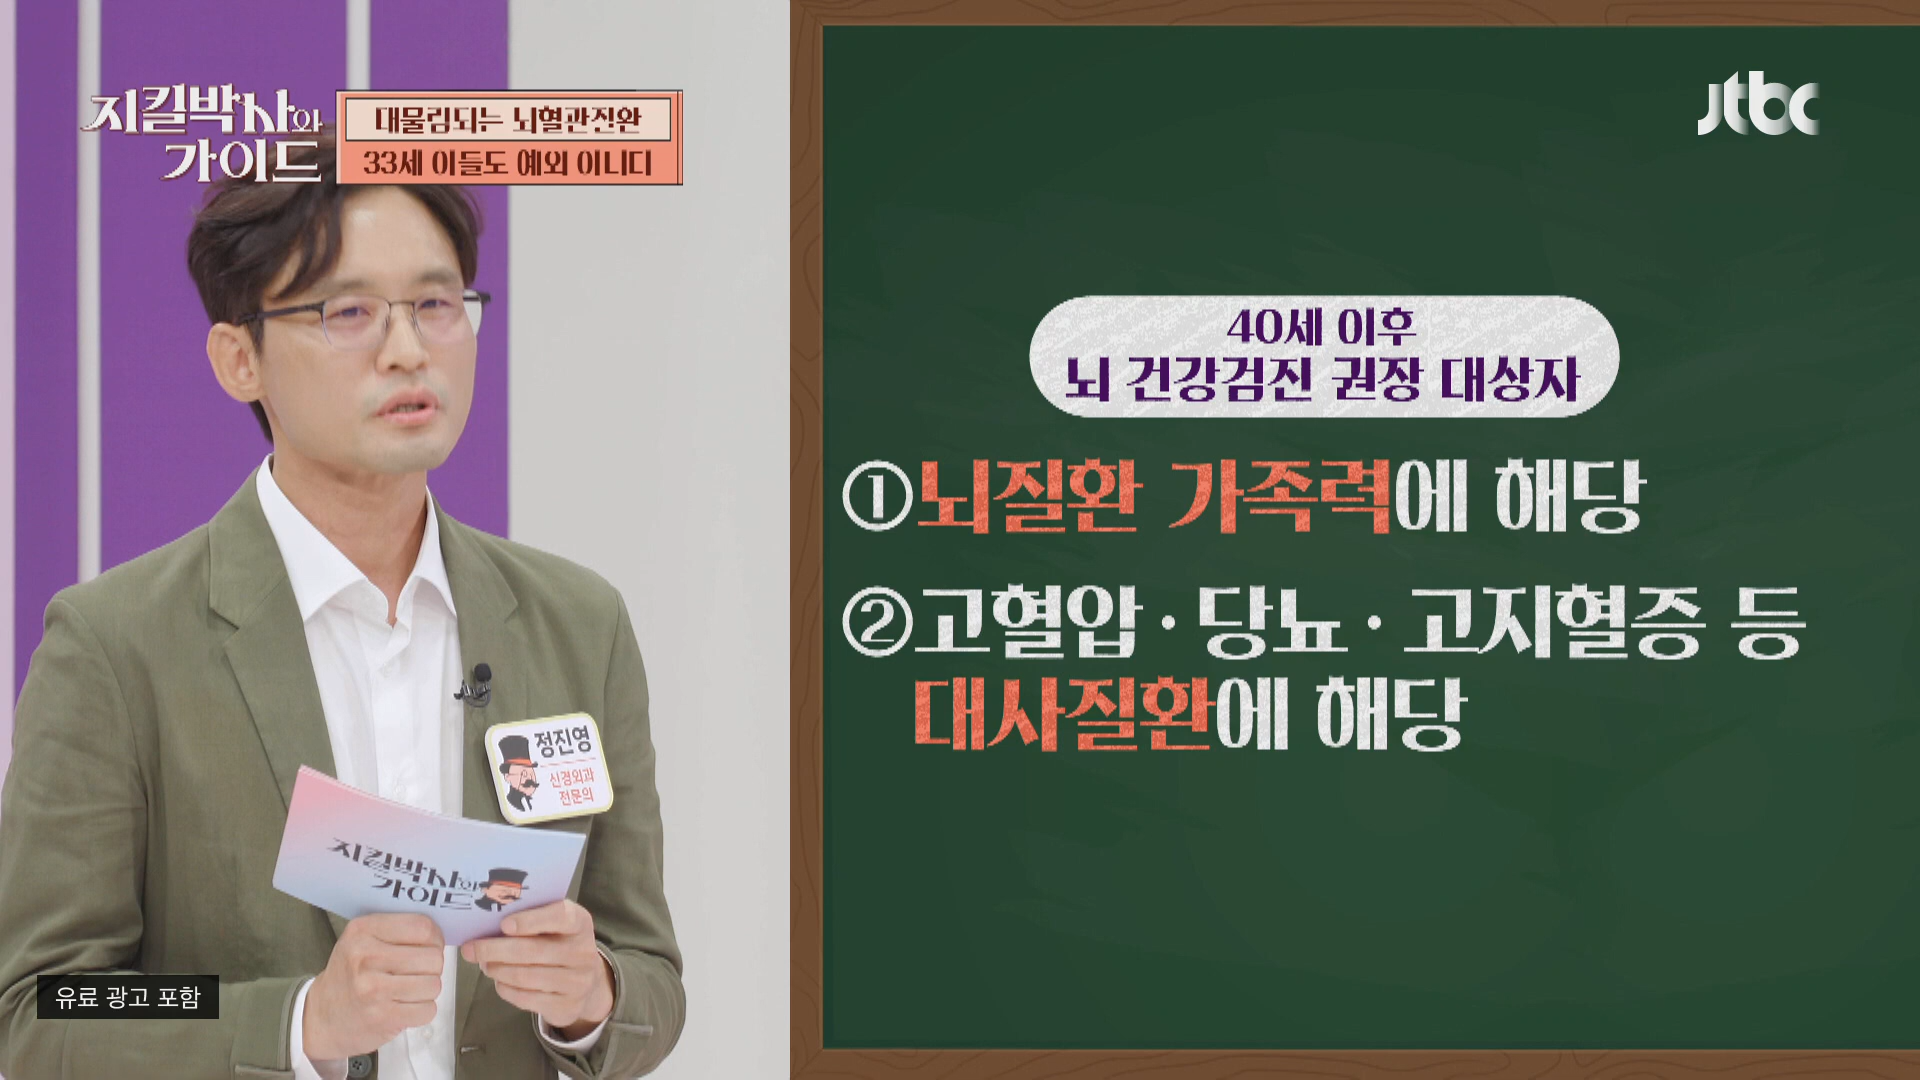 지킬박사와
가이드
대물림되는 뇌혈관질환
33세 아들도 예외 아니다
jtbc
40세 이후
뇌 건강검진 권장 대상자
①뇌질환 가족력에 해당
②고혈압·당뇨·고지혈증 등
대사질환에 해당
정진영
신경외과
전문의
지킬박사와
가이드
유료 광고 포함